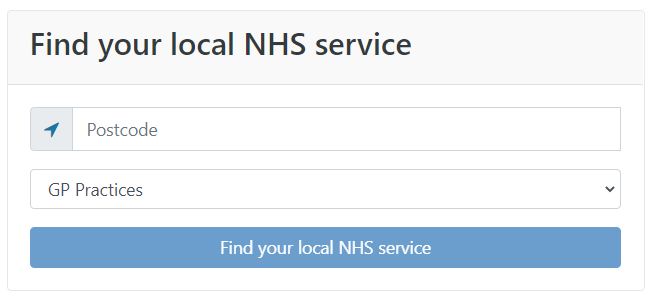 Find your local NHS service
Postcode
GP Practices
Find your local NHS service